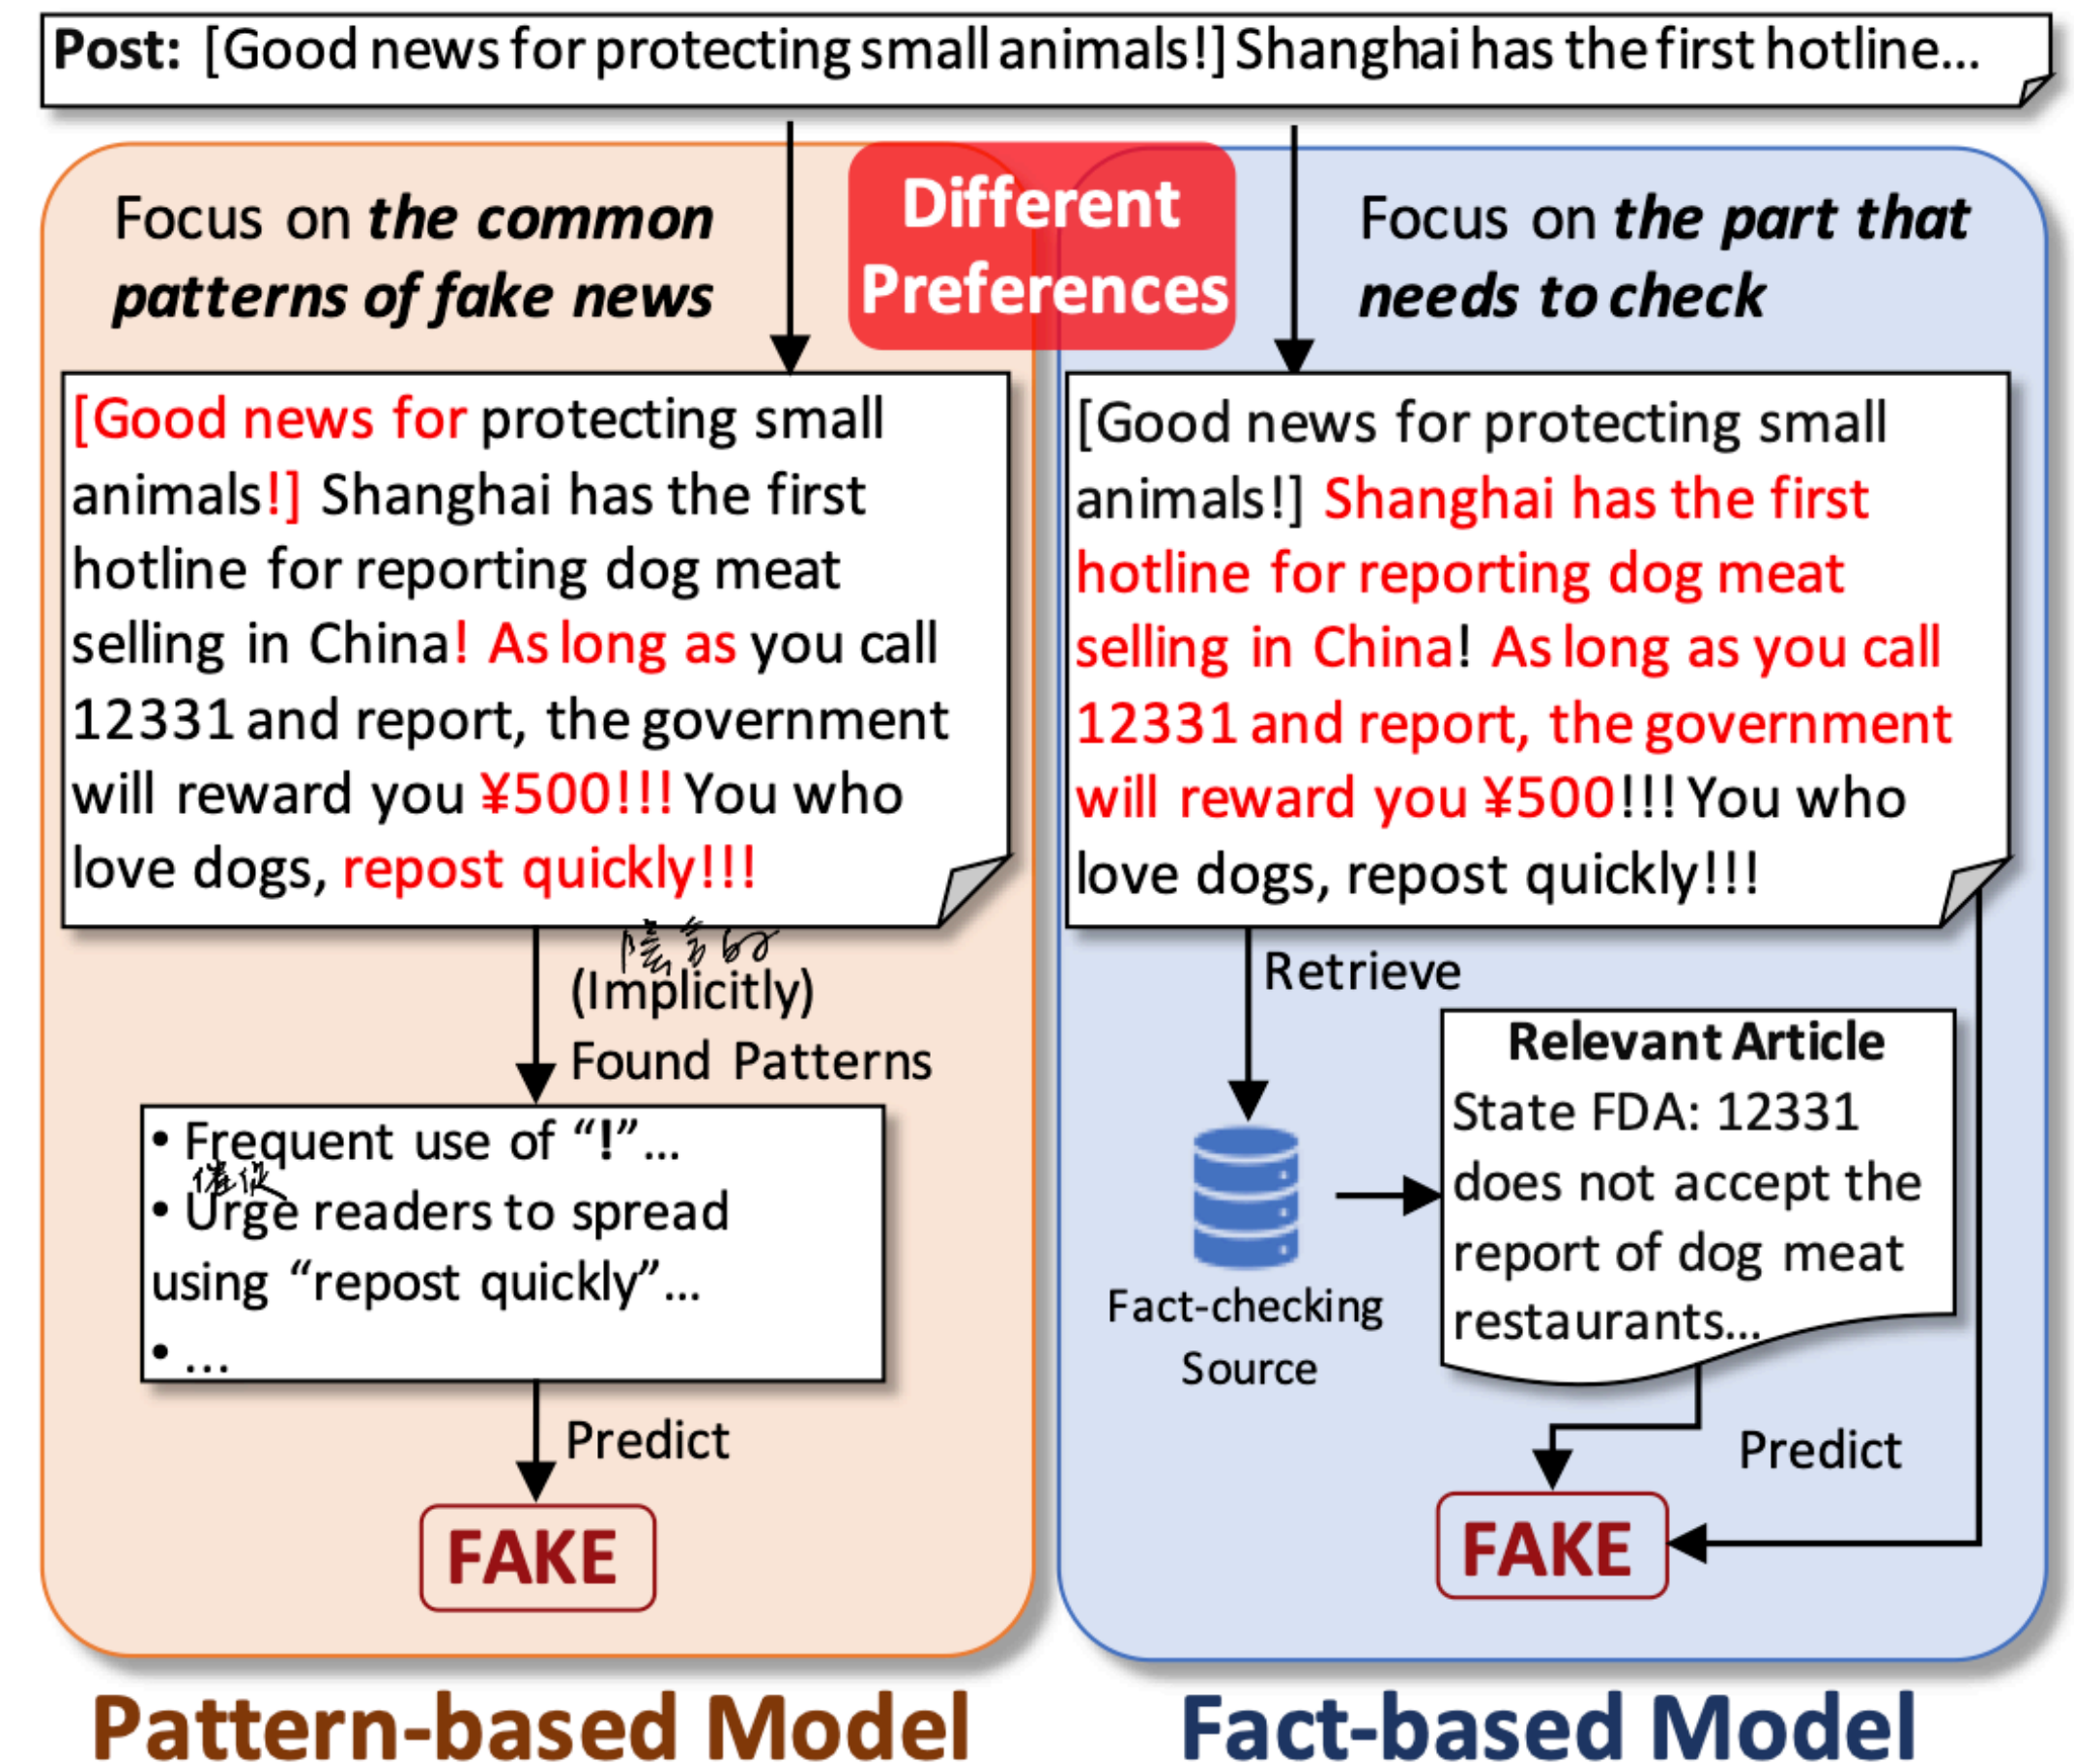 Post: [Good news for protecting small animals!] Shanghai has the first hotline...
Different
Preferences
Focus on the common
patterns of fake news
[Good news for protecting small
animals!] Shanghai has the first
hotline for reporting dog meat
selling in China! As long as you call
12331 and report, the government
will reward you ¥500!!! You who
love dogs, repost quickly!!!
(Implicitly)
Found Patterns
• Frequent use of “!”...
催促
• Urge readers to spread
using “repost quickly”...
• ...
Predict
FAKE
Pattern-based Model
Focus on the part that
needs to check
[Good news for protecting small
animals!] Shanghai has the first
hotline for reporting dog meat
selling in China! As long as you call
12331 and report, the government
will reward you ¥500!!! You who
love dogs, repost quickly!!!
Retrieve
Fact-checking
Source
Relevant Article
State FDA: 12331
does not accept the
report of dog meat
restaurants...
Predict
FAKE
Fact-based Model